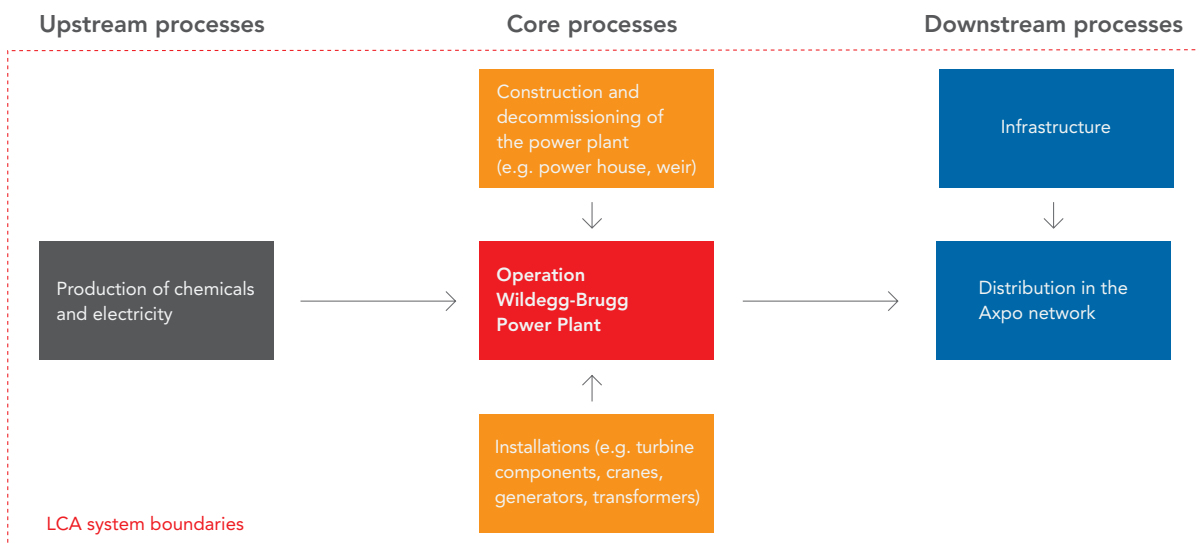 Upstream processes
Core processes
Downstream processes
Construction and
decommissioning of
the power plant
(e.g. power house, weir)
Infrastructure
Production of chemicals
and electricity
Operation
Wildegg-Brugg
Power Plant
Distribution in the
Axpo network
Installations (e.g. turbine
components, cranes,
generators, transformers)
LCA system boundaries